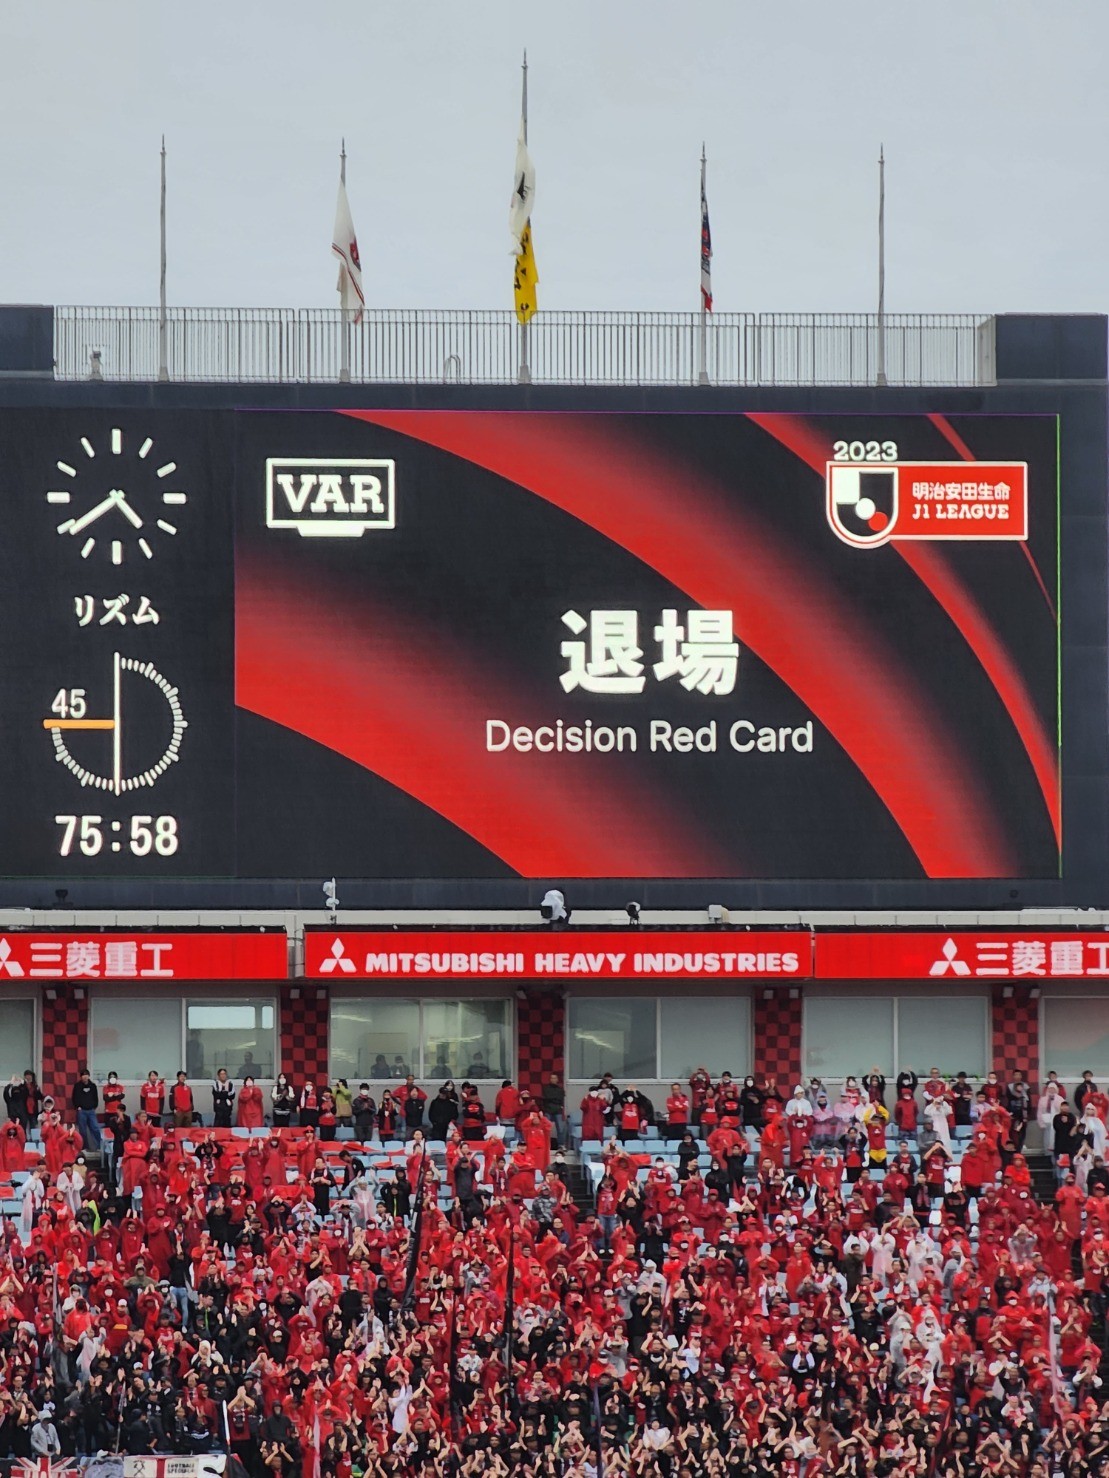 VAR
2023
明治安田生命
J1 LEAGUE
リズム
退場
Decision Red Card
45
75:58
三菱重工
MITSUBISHI HEAVY INDUSTRIES
三菱重工